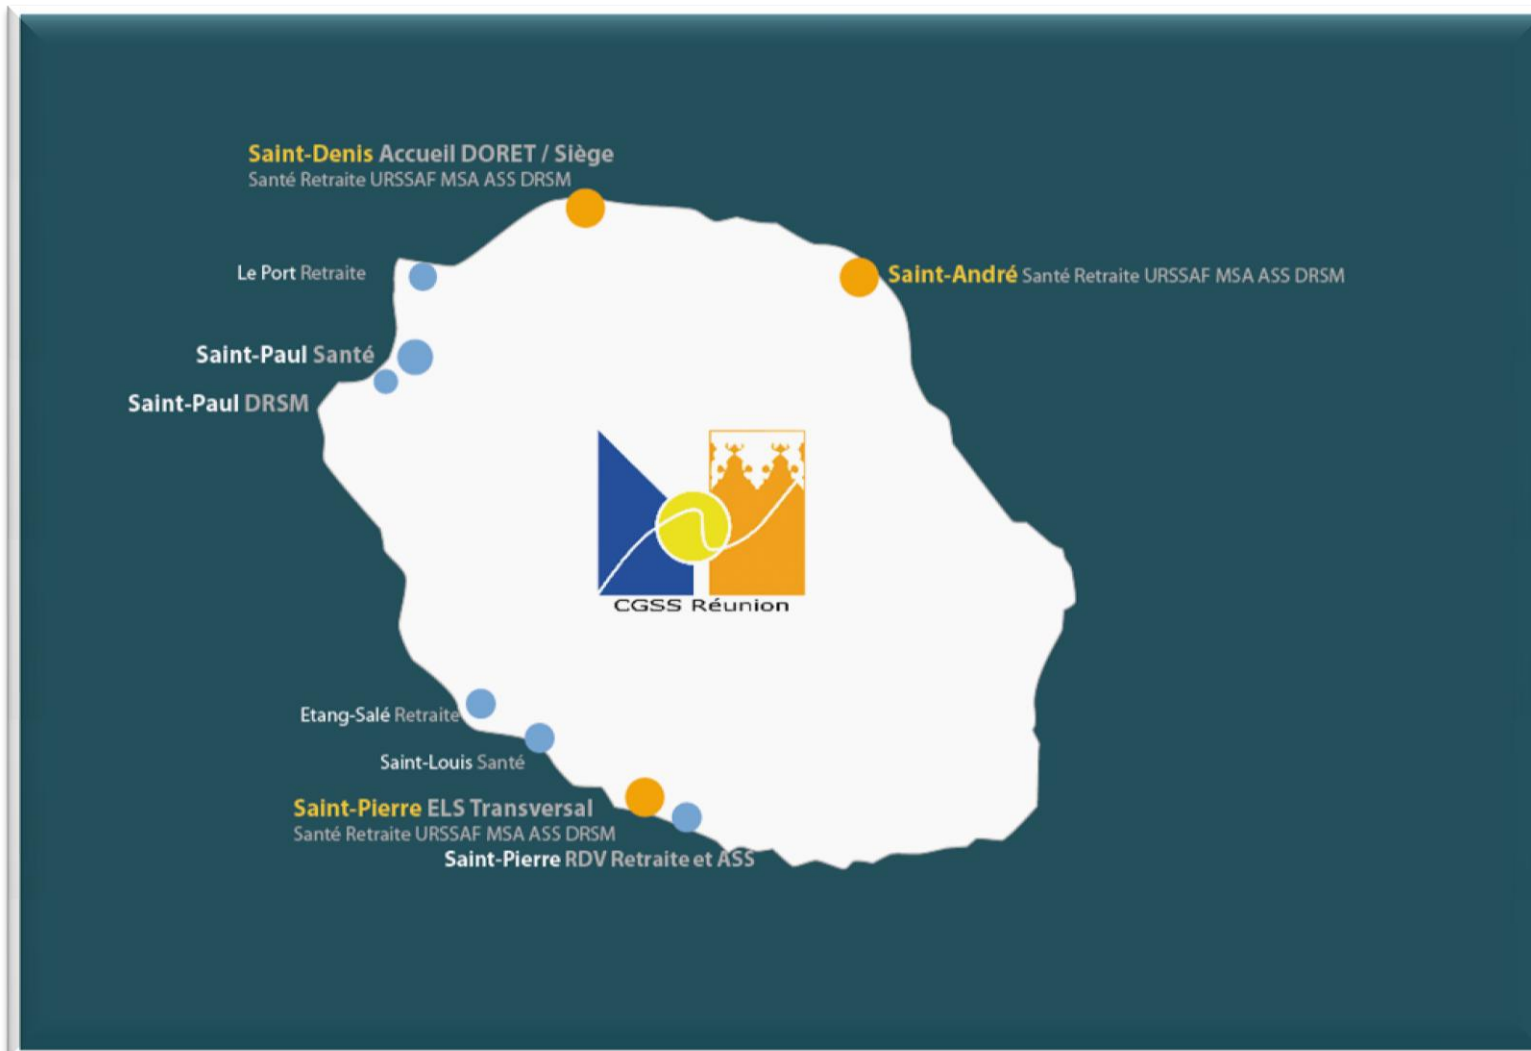 Saint-Denis Accueil DORET / Siège
Santé Retraite URSSAF MSA ASS DRSM
Le Port Retraite
Saint-André Santé Retraite URSSAF MSA ASS DRSM
Saint-Paul Santé
Saint-Paul DRSM
CGSS Réunion
Etang-Salé Retraite
Saint-Louis Santé
Saint-Pierre ELS Transversal
Santé Retraite URSSAF MSA ASS DRSM
Saint-Pierre RDV Retraite et ASS